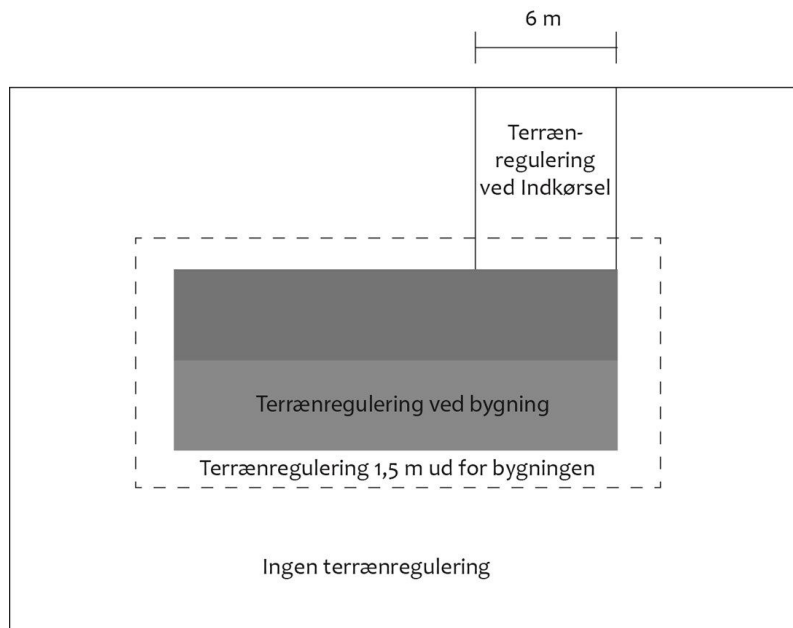 6 m
Terræn-
regulering
ved Indkørsel
Terrænregulering ved bygning
Terrænregulering 1,5 m ud for bygningen
Ingen terrænregulering